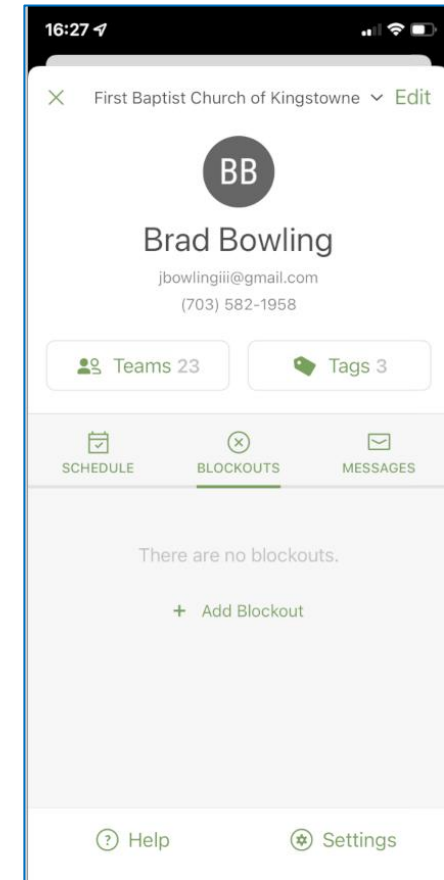 16:27
First Baptist Church of Kingstowne Edit
BB
Brad Bowling
jbowlingiii@gmail.com
(703) 582-1958
Teams 23 Tags 3
SCHEDULE BLOCKOUTS MESSAGES
There are no blockouts.
+ Add Blockout
Help Settings